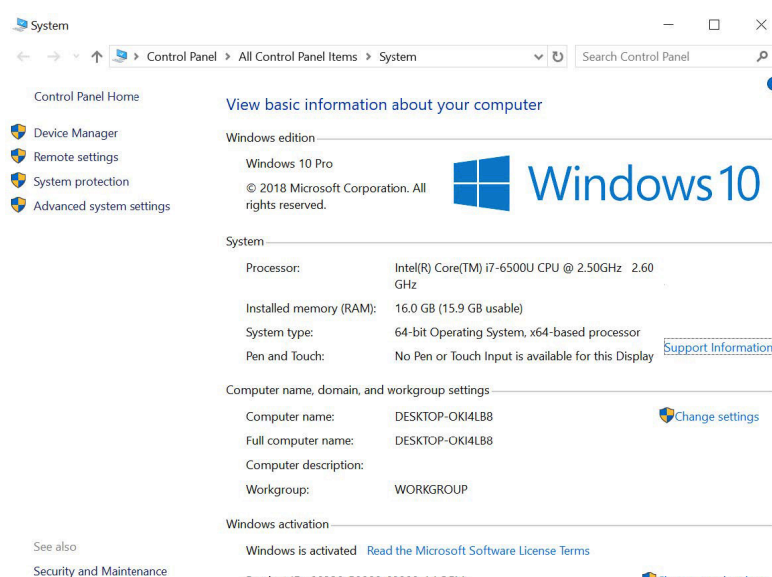 System
Control Panel > All Control Panel Items > System
Search Control Panel
Control Panel Home
Device Manager
Remote settings
System protection
Advanced system settings
View basic information about your computer
Windows edition
Windows 10 Pro
© 2018 Microsoft Corporation. All
rights reserved.
Windows 10
System
Processor: Intel(R) Core(TM) i7-6500U CPU @ 2.50GHz 2.60
GHz
Installed memory (RAM): 16.0 GB (15.9 GB usable)
System type: 64-bit Operating System, x64-based processor
Pen and Touch: No Pen or Touch Input is available for this Display
Support Information
Computer name, domain, and workgroup settings
Computer name: DESKTOP-OKI4LB8
Change settings
Full computer name: DESKTOP-OKI4LB8
Computer description:
Workgroup: WORKGROUP
Windows activation
Windows is activated Read the Microsoft Software License Terms
See also
Security and Maintenance